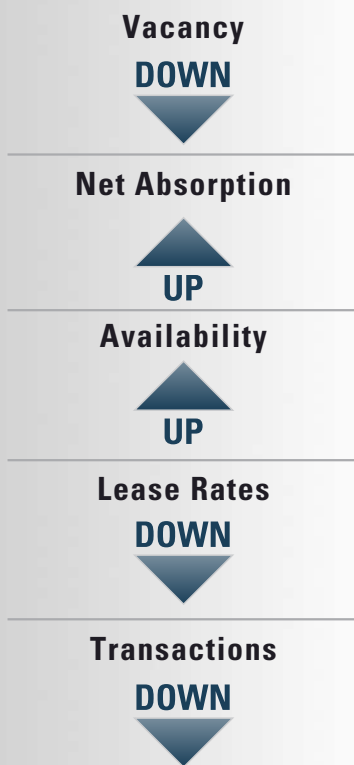 Vacancy
DOWN
Net Absorption
UP
Availability
UP
Lease Rates
DOWN
Transactions
DOWN